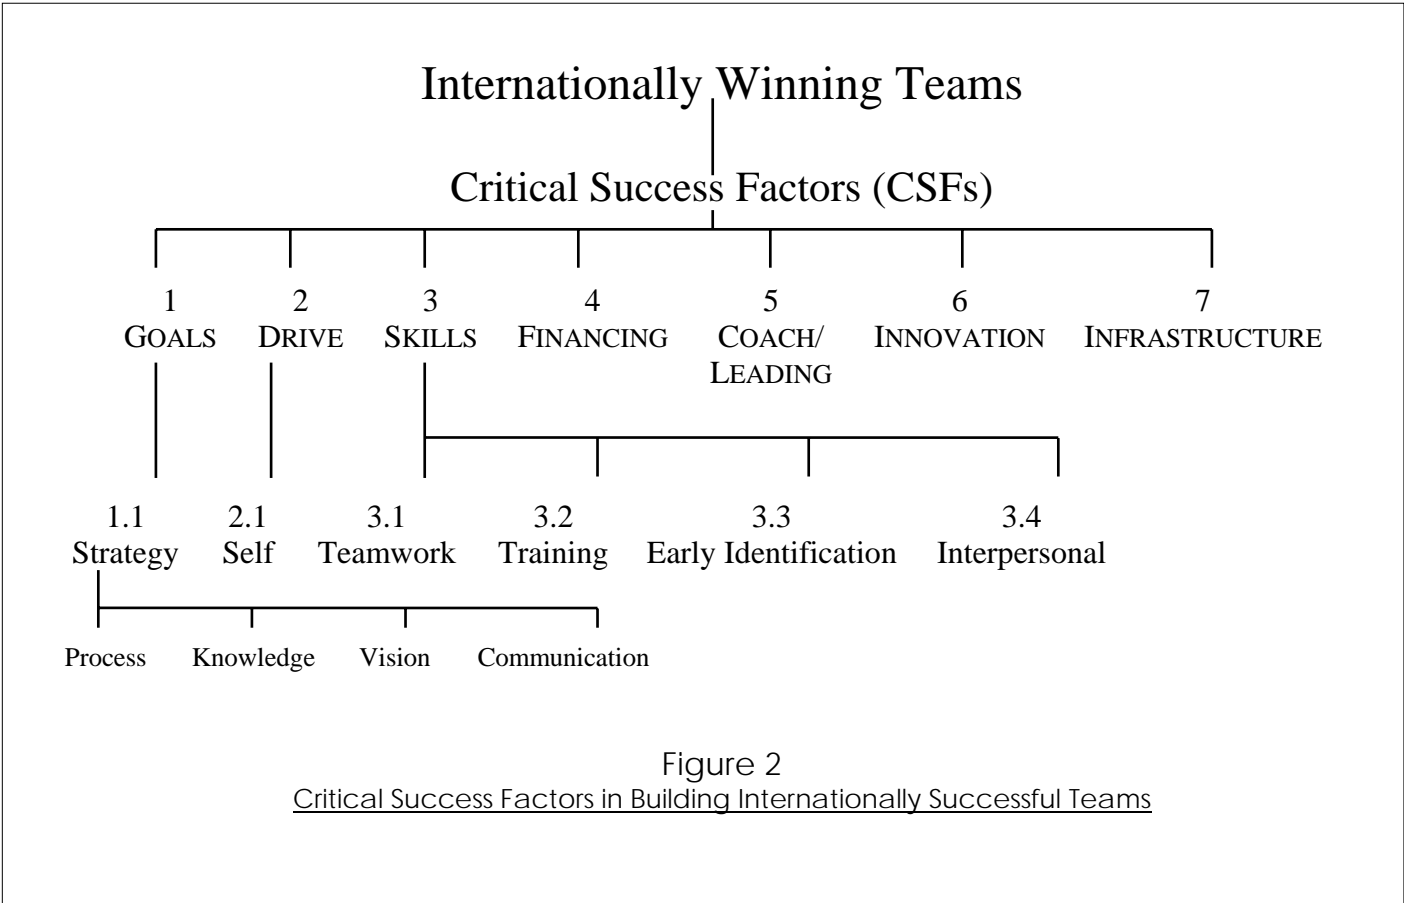 Internationally Winning Teams
Critical Success Factors (CSFs)
1 2 3 4 5 6 7
GOALS DRIVE SKILLS FINANCING COACH/ INNOVATION INFRASTRUCTURE
LEADING
1.1 2.1 3.1 3.2 3.3 3.4
Strategy Self Teamwork Training Early Identification Interpersonal
Process Knowledge Vision Communication
Figure 2
Critical Success Factors in Building Internationally Successful Teams